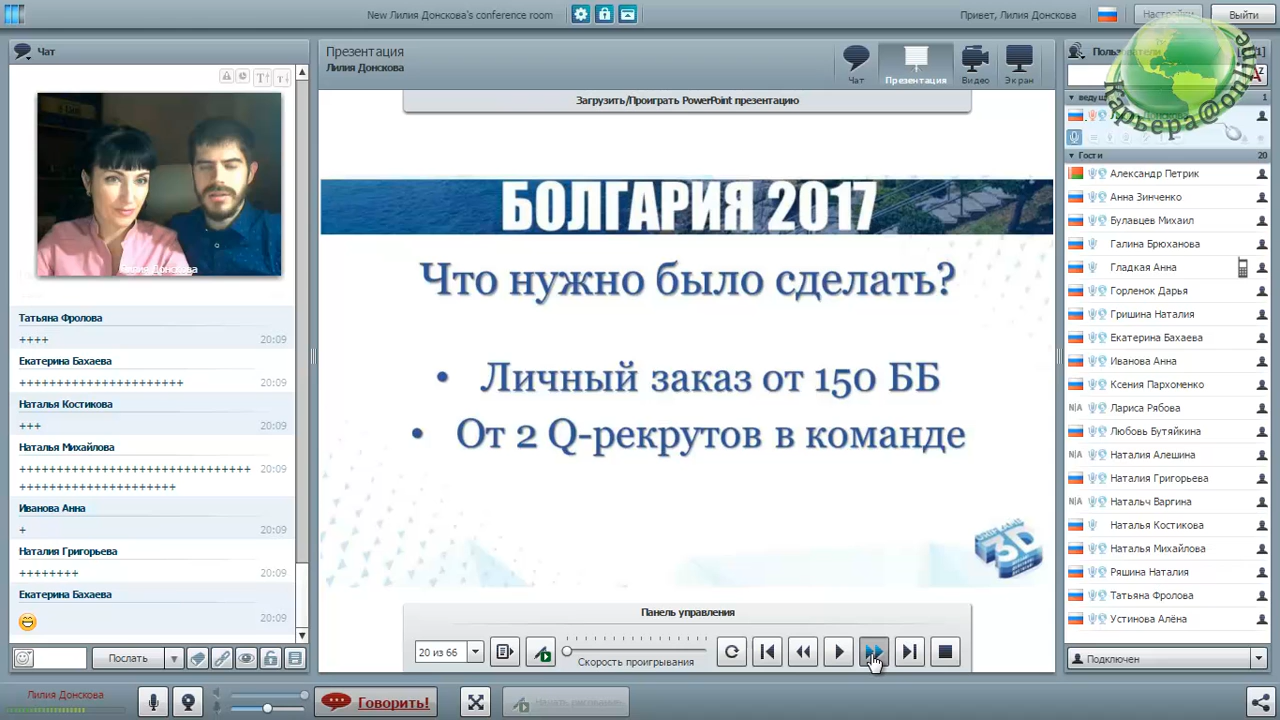 New Лилия Донскова's conference room
Привет, Лилия Донскова
Настройки
Выйти
Чат
Лилия Донскова
Татьяна Фролова
++++ 20:09
Екатерина Бахаева
+++++++++++++++++++++++ 20:09
Наталья Костикова
+++ 20:09
Наталья Михайлова
++++++++++++++++++++++++++++++++ 20:09
+++++++++++++++++++++
Иванова Анна
+ 20:09
Наталия Григорьева
++++++++ 20:09
Екатерина Бахаева
20:09
Послать
Презентация
Лилия Донскова
Чат
Презентация
Видео
Экран
Загрузить/Проиграть PowerPoint презентацию
БОЛГАРИЯ 2017
Что нужно было сделать?
• Личный заказ от 150 ББ
• От 2 Q-рекрутов в команде
3D
Панель управления
20 из 66
Скорость проигрывания
Карьера@online
Гости 20
Александр Петрик
Анна Зинченко
Булавцев Михаил
Галина Брюханова
Гладкая Анна
Горленок Дарья
Гришина Наталия
Екатерина Бахаева
Иванова Анна
Ксения Пархоменко
N\A Лариса Рябова
Любовь Бутяйкина
N\A Наталия Алешина
Наталия Григорьева
N\A Натальч Варгина
Наталья Костикова
Наталья Михайлова
Ряшина Наталия
Татьяна Фролова
Устинова Алёна
Подключен
Лилия Донскова
Говорить!